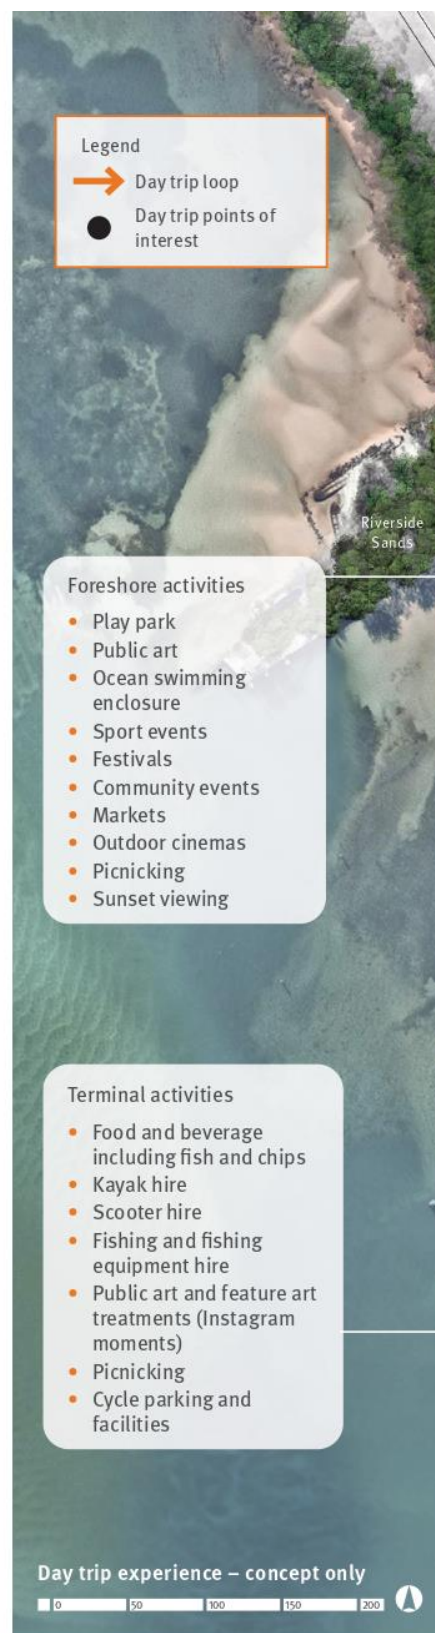 Legend
Day trip loop
Day trip points of
interest
Riverside
Sands
Foreshore activities
• Play park
• Public art
• Ocean swimming
enclosure
• Sport events
• Festivals
• Community events
• Markets
• Outdoor cinemas
• Picnicking
• Sunset viewing
Terminal activities
• Food and beverage
including fish and chips
• Kayak hire
• Scooter hire
• Fishing and fishing
equipment hire
• Public art and feature art
treatments (Instagram
moments)
• Picnicking
• Cycle parking and
facilities
Day trip experience – concept only
0 50 100 150 200